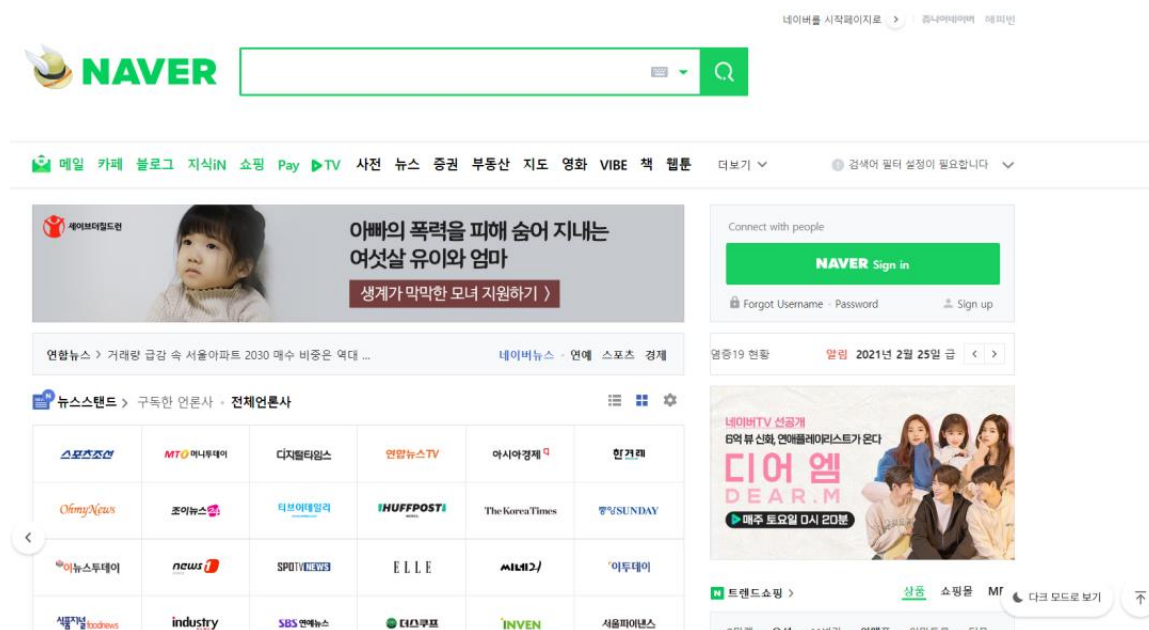 네이버를 시작페이지로 쥬니어네이버 해피빈
NAVER
메일 카페 블로그 지식iN 쇼핑 Pay TV 사전 뉴스 증권 부동산 지도 영화 VIBE 책 웹툰 더보기 검색어 필터 설정이 필요합니다
세이브더칠드런
아빠의 폭력을 피해 숨어 지내는
여섯살 유이와 엄마
생계가 막막한 모녀 지원하기 >
Connect with people
NAVER Sign in
Forgot Username Password Sign up
연합뉴스 > 거래량 급감 속 서울아파트 2030 매수 비중은 역대 ... 네이버뉴스 연예 스포츠 경제
염증19 현황 알림 2021년 2월 25일 급
뉴스스탠드 > 구독한 언론사 전체언론사
스포츠조선 MT 머니투데이 디지털타임스 연합뉴스TV 아시아경제 한겨레
OhmyNews 조이뉴스24 티브이데일리 HUFFPOST The Korea Times 중앙SUNDAY
이뉴스투데이 news1 SPOTV NEWS ELLE 이투데이
식품저널 foodnews industry SBS 연예뉴스 더스쿠프 INVEN 서울파이낸스
네이버TV 선공개
6억 뷰 신화, 연애플레이리스트가 온다
디어 엠
DEAR.M
매주 토요일 0시 20분
트렌드쇼핑 > 상품 쇼핑몰
다크 모드로 보기